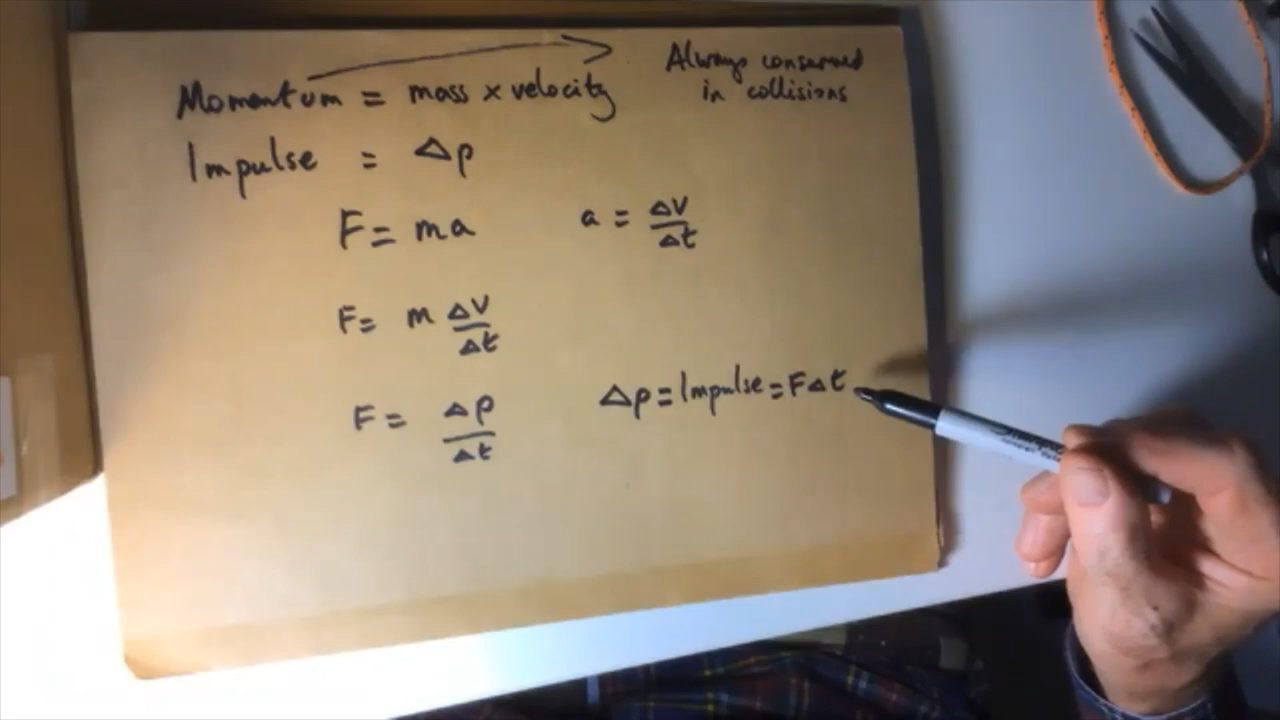 Momentum = mass x velocity
Always conserved
in collisions
Impulse = Δp
F = ma
a = Δv/Δt
F = m Δv/Δt
F = Δp/Δt
Δp = Impulse = FΔt